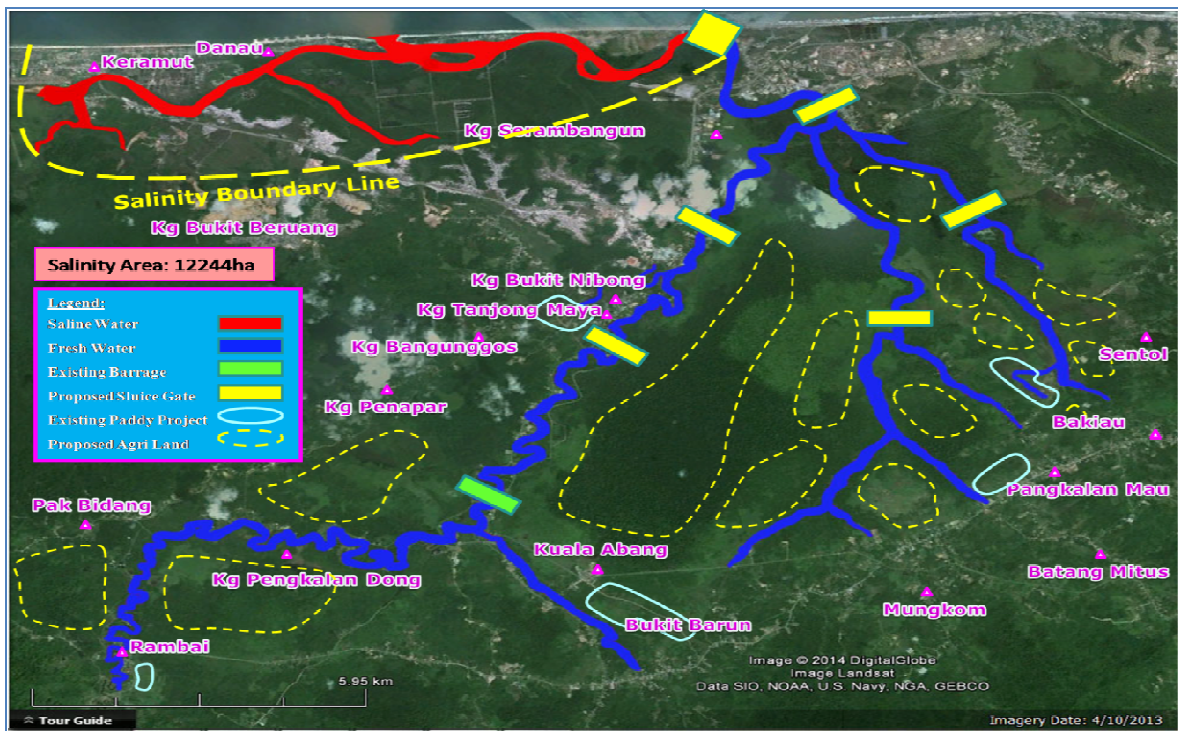 Danau
Keramut
Kg Serambangun
Salinity Boundary Line
Kg Bukit Beruang
Salinity Area: 12244ha
Legend:
Saline Water
Fresh Water
Existing Barrage
Proposed Sluice Gate
Existing Paddy Project
Proposed Agri Land
Kg Bukit Nibong
Kg Tanjong Maya
Kg Bangunggos
Sentol
Kg Penapar
Bakiau
Pangkalan Mau
Pak Bidang
Kuala Abang
Kg Pengkalan Dong
Batang Mitus
Mungkom
Bukit Barun
Rambai
Image © 2014 DigitalGlobe
Image Landsat
Data SIO, NOAA, U.S. Navy, NGA, GEBCO
5.95 km
Tour Guide
Imagery Date: 4/10/2013